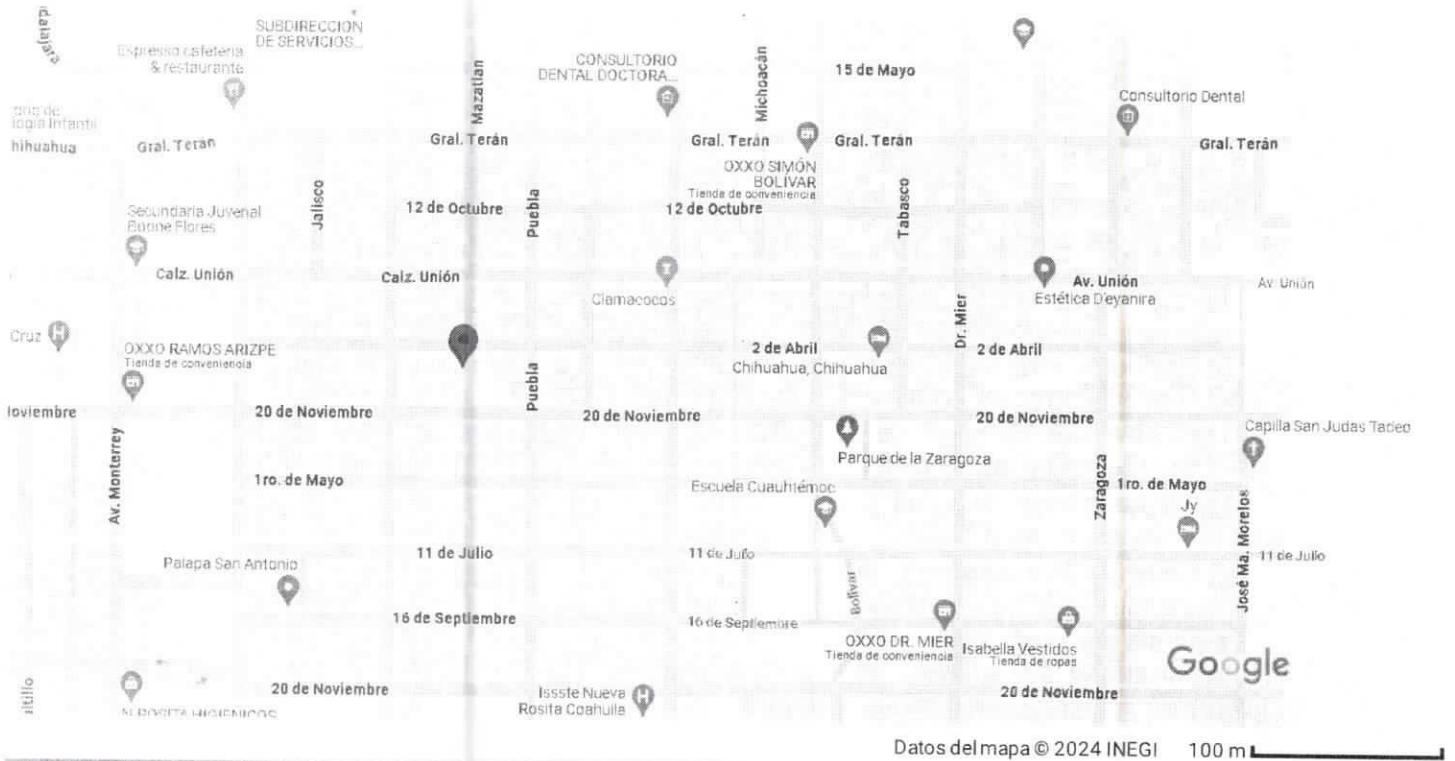 SUBDIRECCION
DE SERVICIOS...
Espresso cafeteria
& restaurante
CONSULTORIO
DENTAL DOCTORA...
Mazatlán
Michoacán
15 de Mayo
Consultorio Dental
hihuahua
Gral. Terán
Gral. Terán
Gral. Terán
Gral. Terán
Gral. Terán
OXXO SIMÓN
BOLÍVAR
Tienda de conveniencia
Jalisco
12 de Octubre
Puebla
12 de Octubre
Tabasco
Secundaria Juvenal
Boone Flores
Calz. Unión
Calz. Unión
Clamacocos
Av. Unión
Estética D'eyanira
Av. Unión
Cruz
OXXO RAMOS ARIZPE
Tienda de conveniencia
2 de Abril
Chihuahua, Chihuahua
Dr. Mier
2 de Abril
Puebla
loviembre
20 de Noviembre
20 de Noviembre
20 de Noviembre
Capilla San Judas Tadeo
Parque de la Zaragoza
Av. Monterrey
1ro. de Mayo
Escuela Cuauhtémoc
Zaragoza
1ro. de Mayo
Jy
José Ma. Morelos
11 de Julio
11 de Julio
11 de Julio
Palapa San Antonio
Bolívar
16 de Septiembre
16 de Septiembre
OXXO DR. MIER
Tienda de conveniencia
Isabella Vestidos
Tienda de ropas
Google
20 de Noviembre
Issste Nueva
Rosita Coahuila
20 de Noviembre
Datos del mapa © 2024 INEGI
100 m